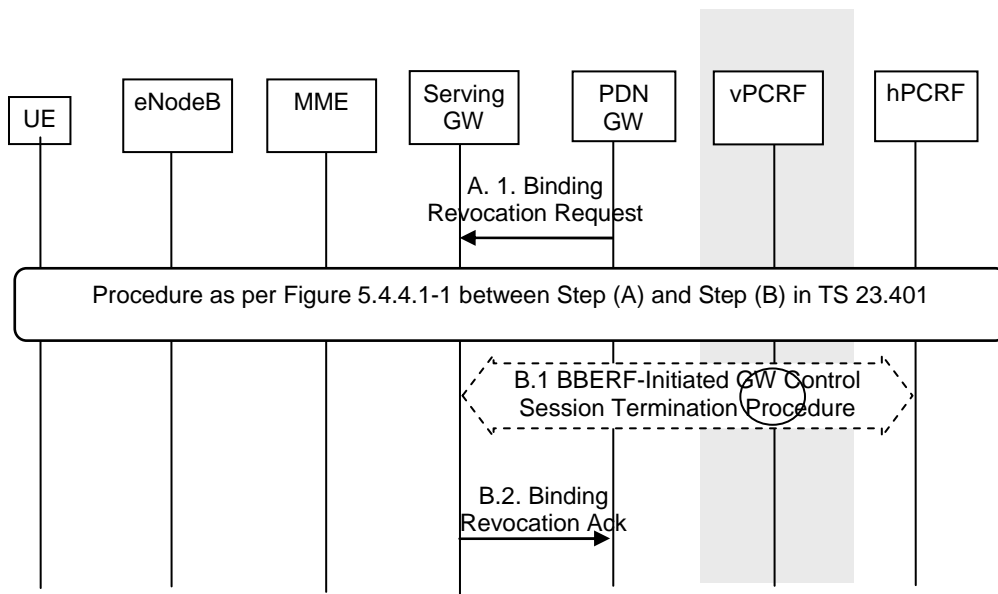 UE
eNodeB
MME
Serving
GW
PDN
GW
vPCRF
hPCRF
A. 1. Binding
Revocation Request
Procedure as per Figure 5.4.4.1-1 between Step (A) and Step (B) in TS 23.401
B.1 BBERF-Initiated GW Control
Session Termination Procedure
B.2. Binding
Revocation Ack